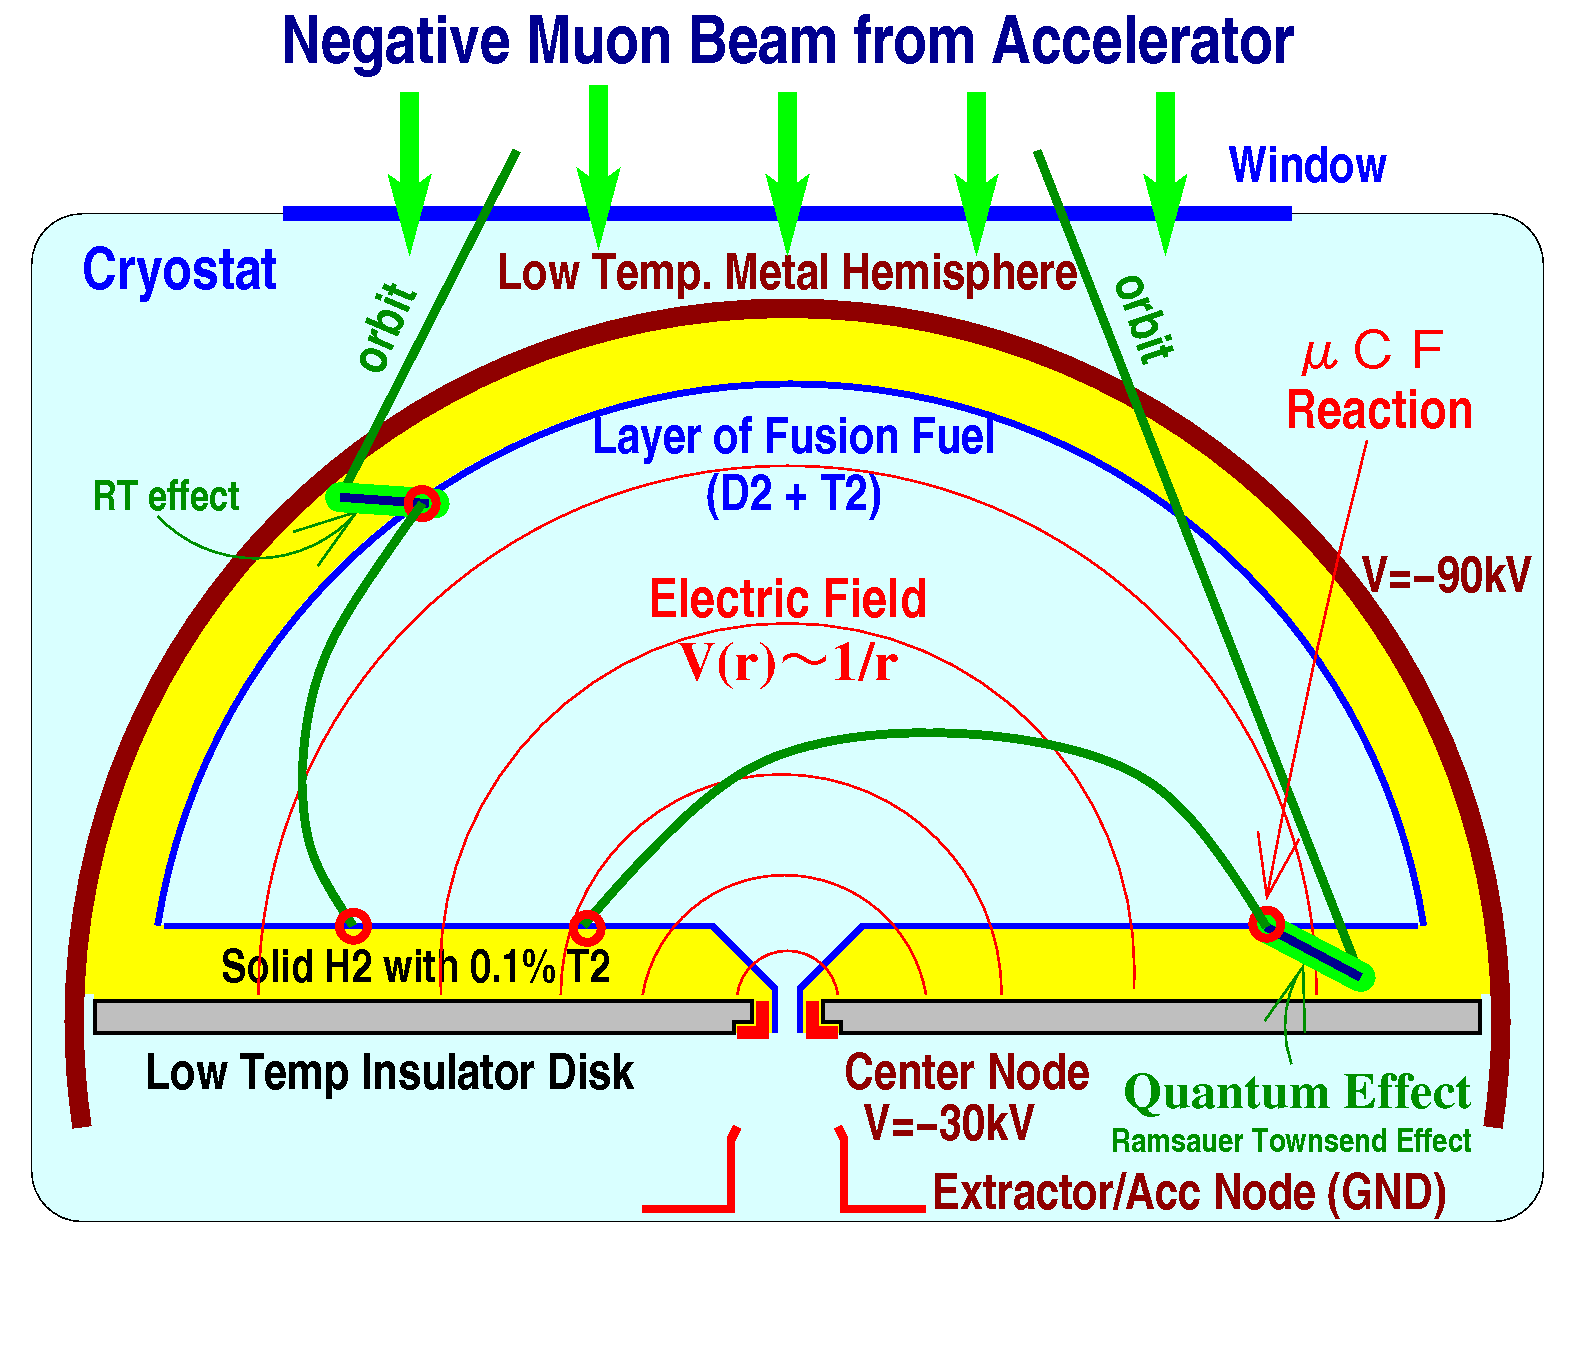 Negative Muon Beam from Accelerator
Window
Cryostat
Low Temp. Metal Hemisphere
orbit
orbit
μ C F
Reaction
Layer of Fusion Fuel
(D2 + T2)
RT effect
V=−90kV
Electric Field
V(r)～1/r
Solid H2 with 0.1% T2
Low Temp Insulator Disk
Center Node
V=−30kV
Quantum Effect
Ramsauer Townsend Effect
Extractor/Acc Node (GND)